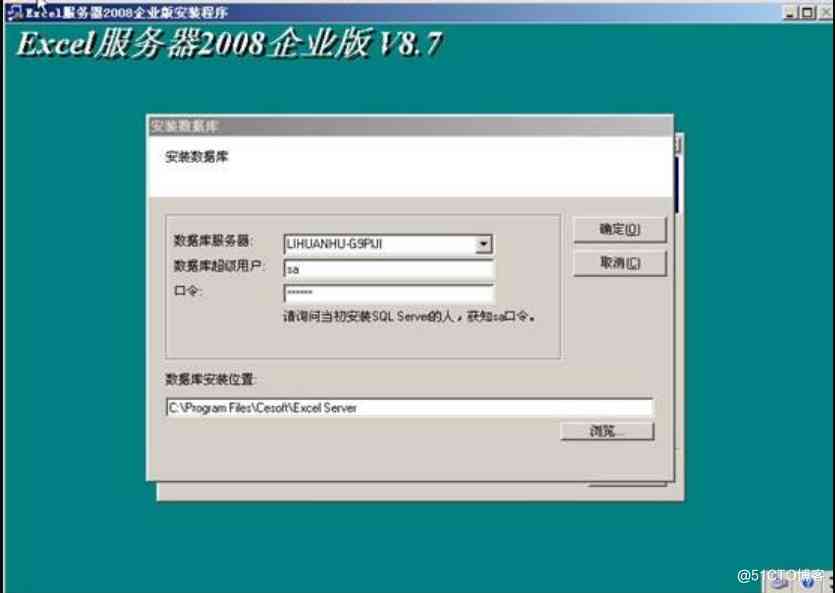 Excel服务器2008企业版安装程序
Excel服务器2008企业版 V8.7
安装数据库
安装数据库
数据库服务器:
LIHUANHU-G9PIJI
确定(O)
数据库超级用户:
sa
取消(C)
口令:
******
请询问当初安装SQL Server的人，获知sa口令。
数据库安装位置:
C:\Program Files\Cesoft\Excel Server
浏览...
@51CTO博客